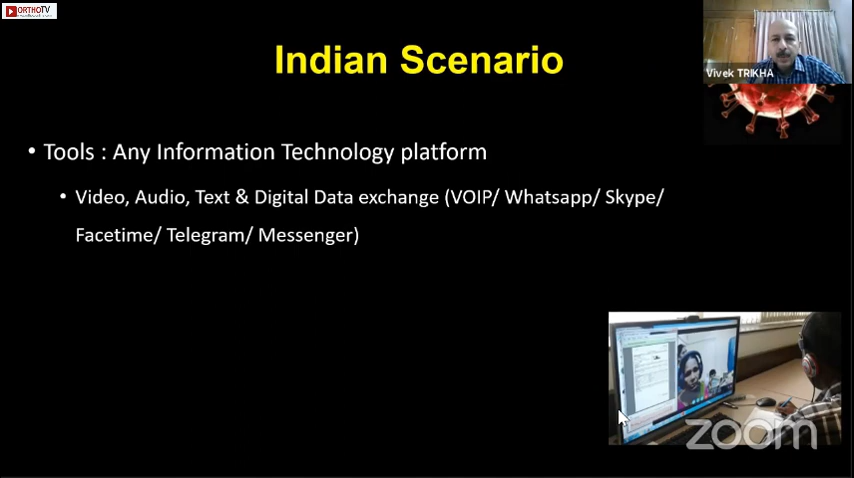 ORTHOTV
Indian Scenario
Vivek TRIKHA
• Tools : Any Information Technology platform
• Video, Audio, Text & Digital Data exchange (VOIP/ Whatsapp/ Skype/
Facetime/ Telegram/ Messenger)
zoom